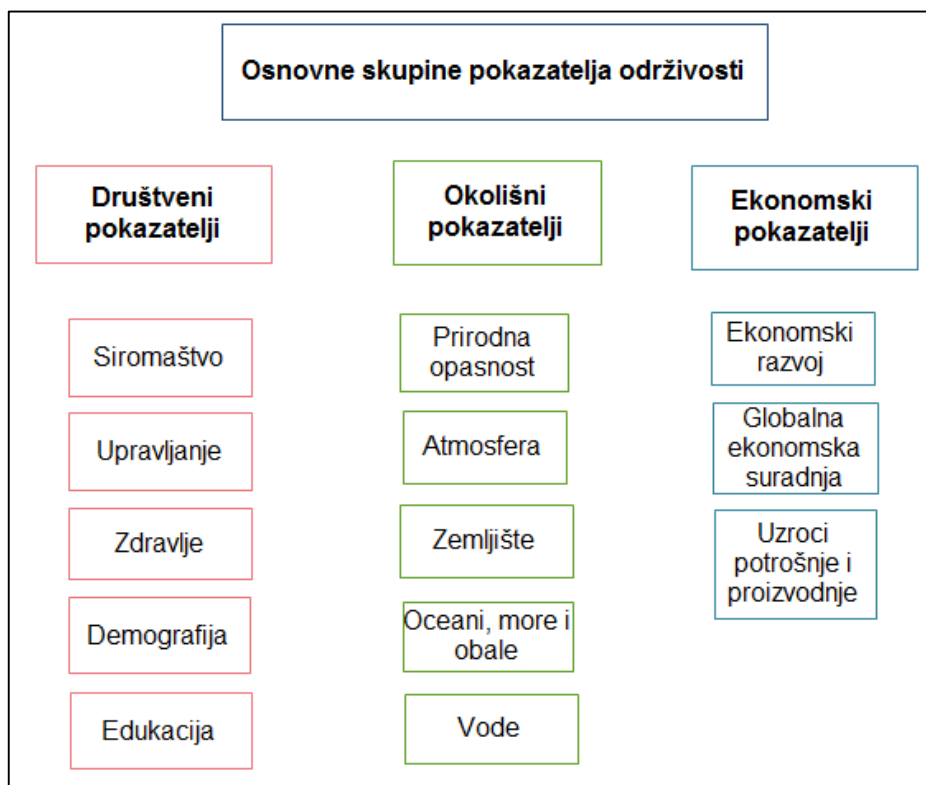 Osnovne skupine pokazatelja održivosti
Društveni
pokazatelji
Siromaštvo
Upravljanje
Zdravlje
Demografija
Edukacija
Okolišni
pokazatelji
Prirodna
opasnost
Atmosfera
Zemljište
Oceani, more i
obale
Vode
Ekonomski
pokazatelji
Ekonomski
razvoj
Globalna
ekonomska
suradnja
Uzroci
potrošnje i
proizvodnje